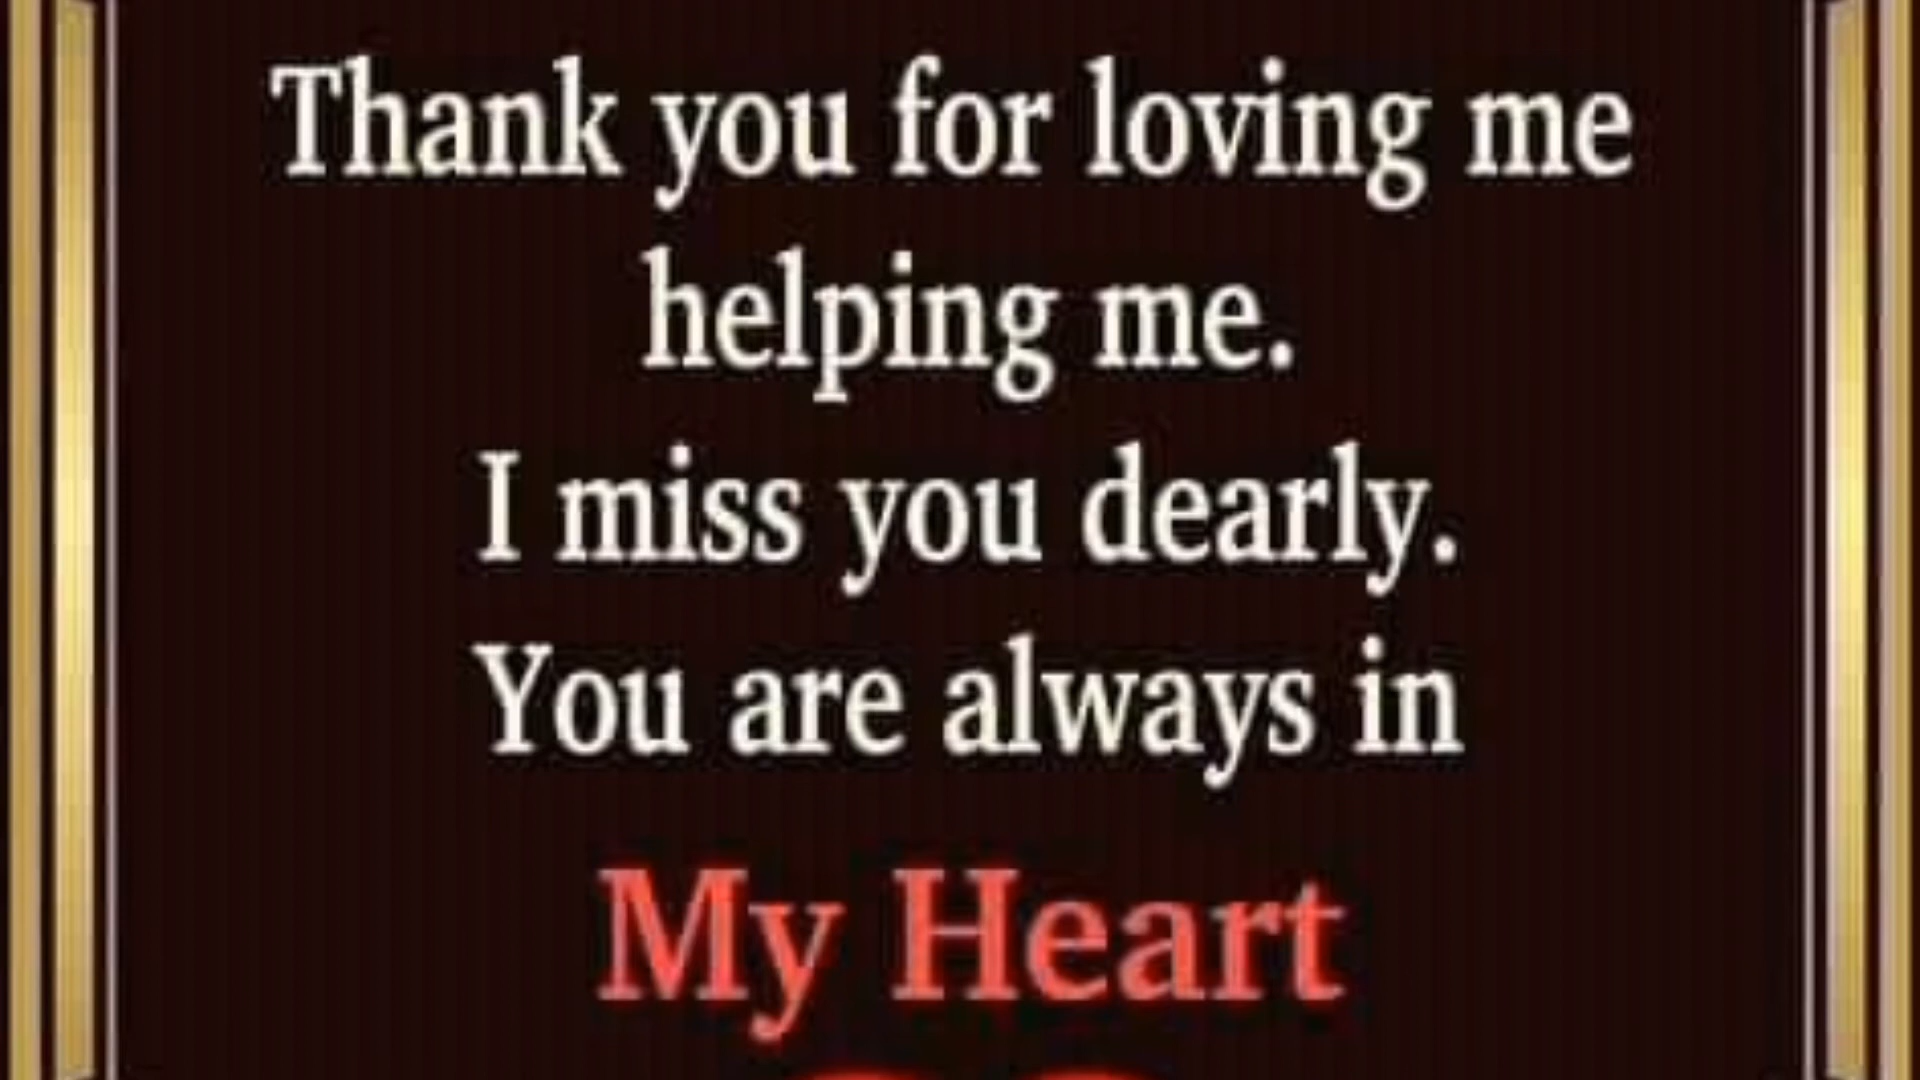 Thank you for loving me
helping me.
I miss you dearly.
You are always in
My Heart